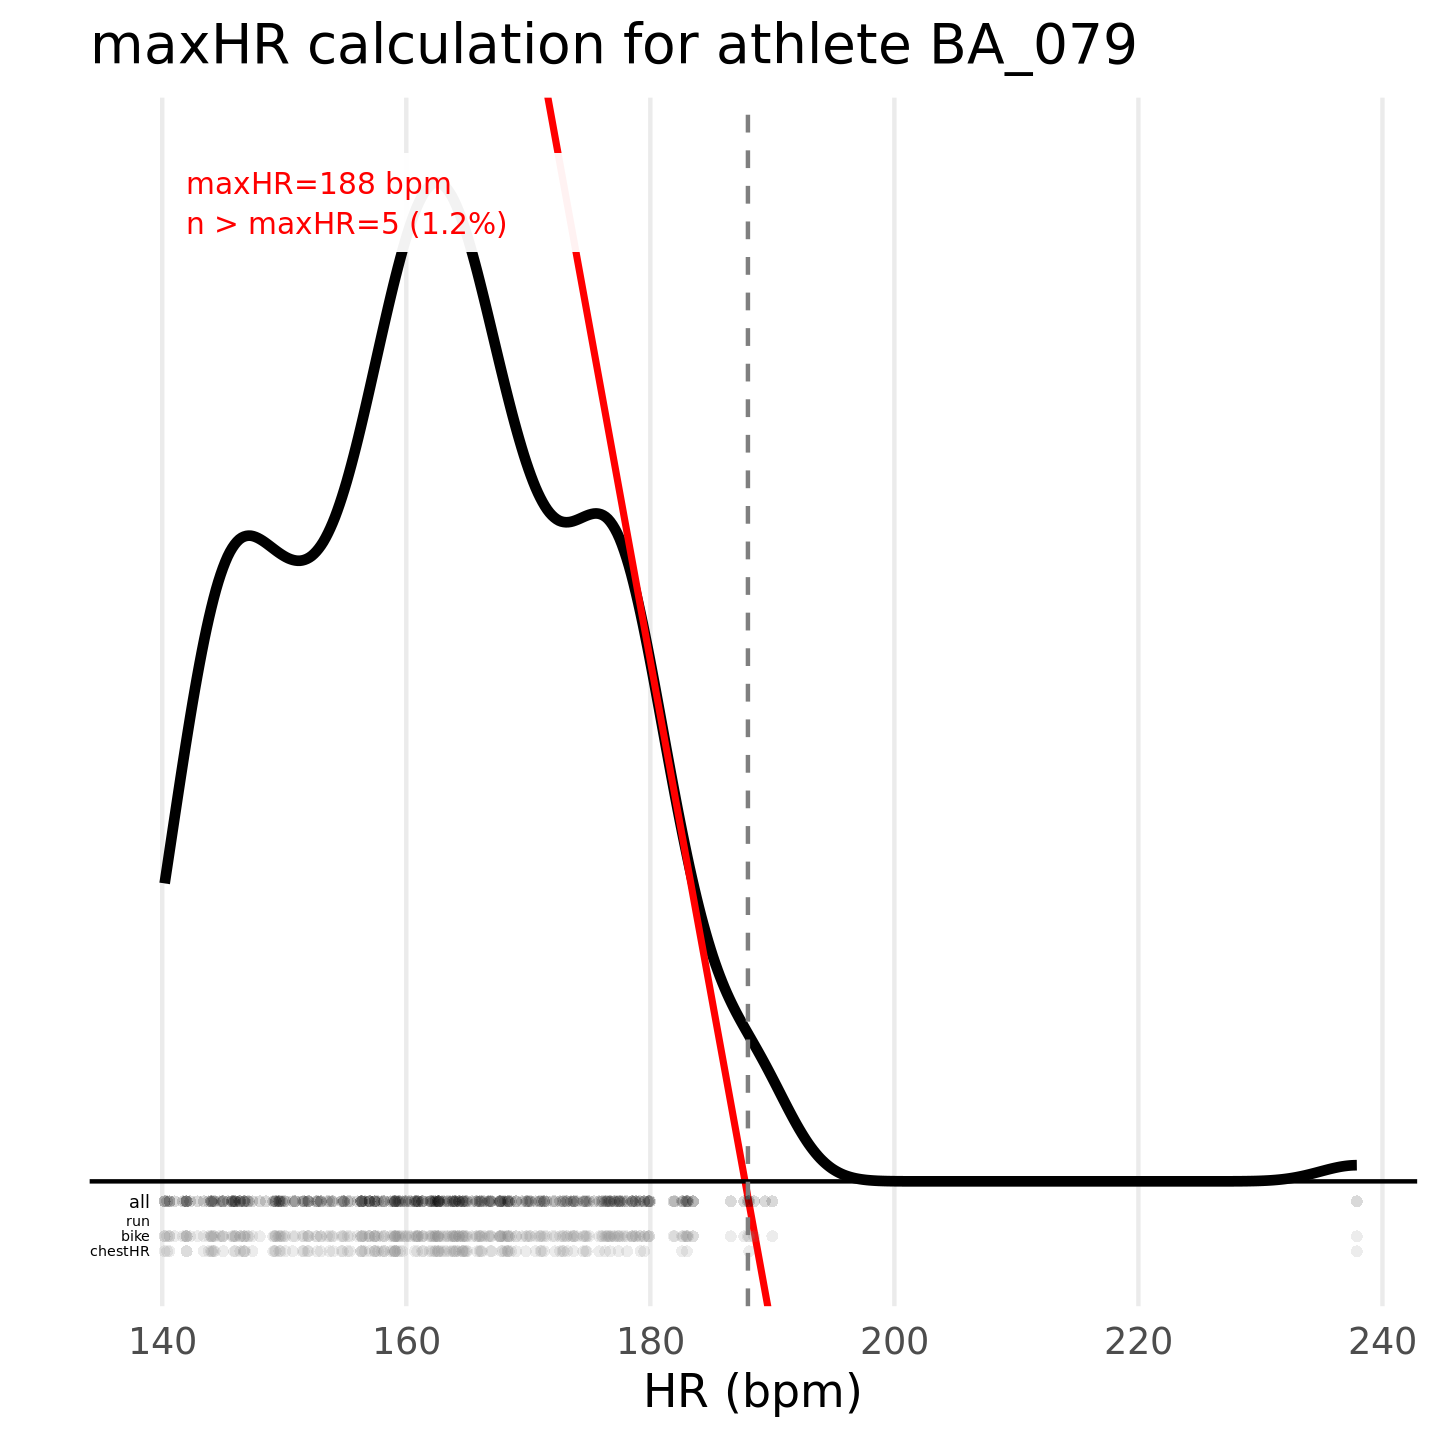 maxHR calculation for athlete BA_079
maxHR=188 bpm
n > maxHR=5 (1.2%)
all
run
bike
chestHR
140 160 180 200 220 240
HR (bpm)